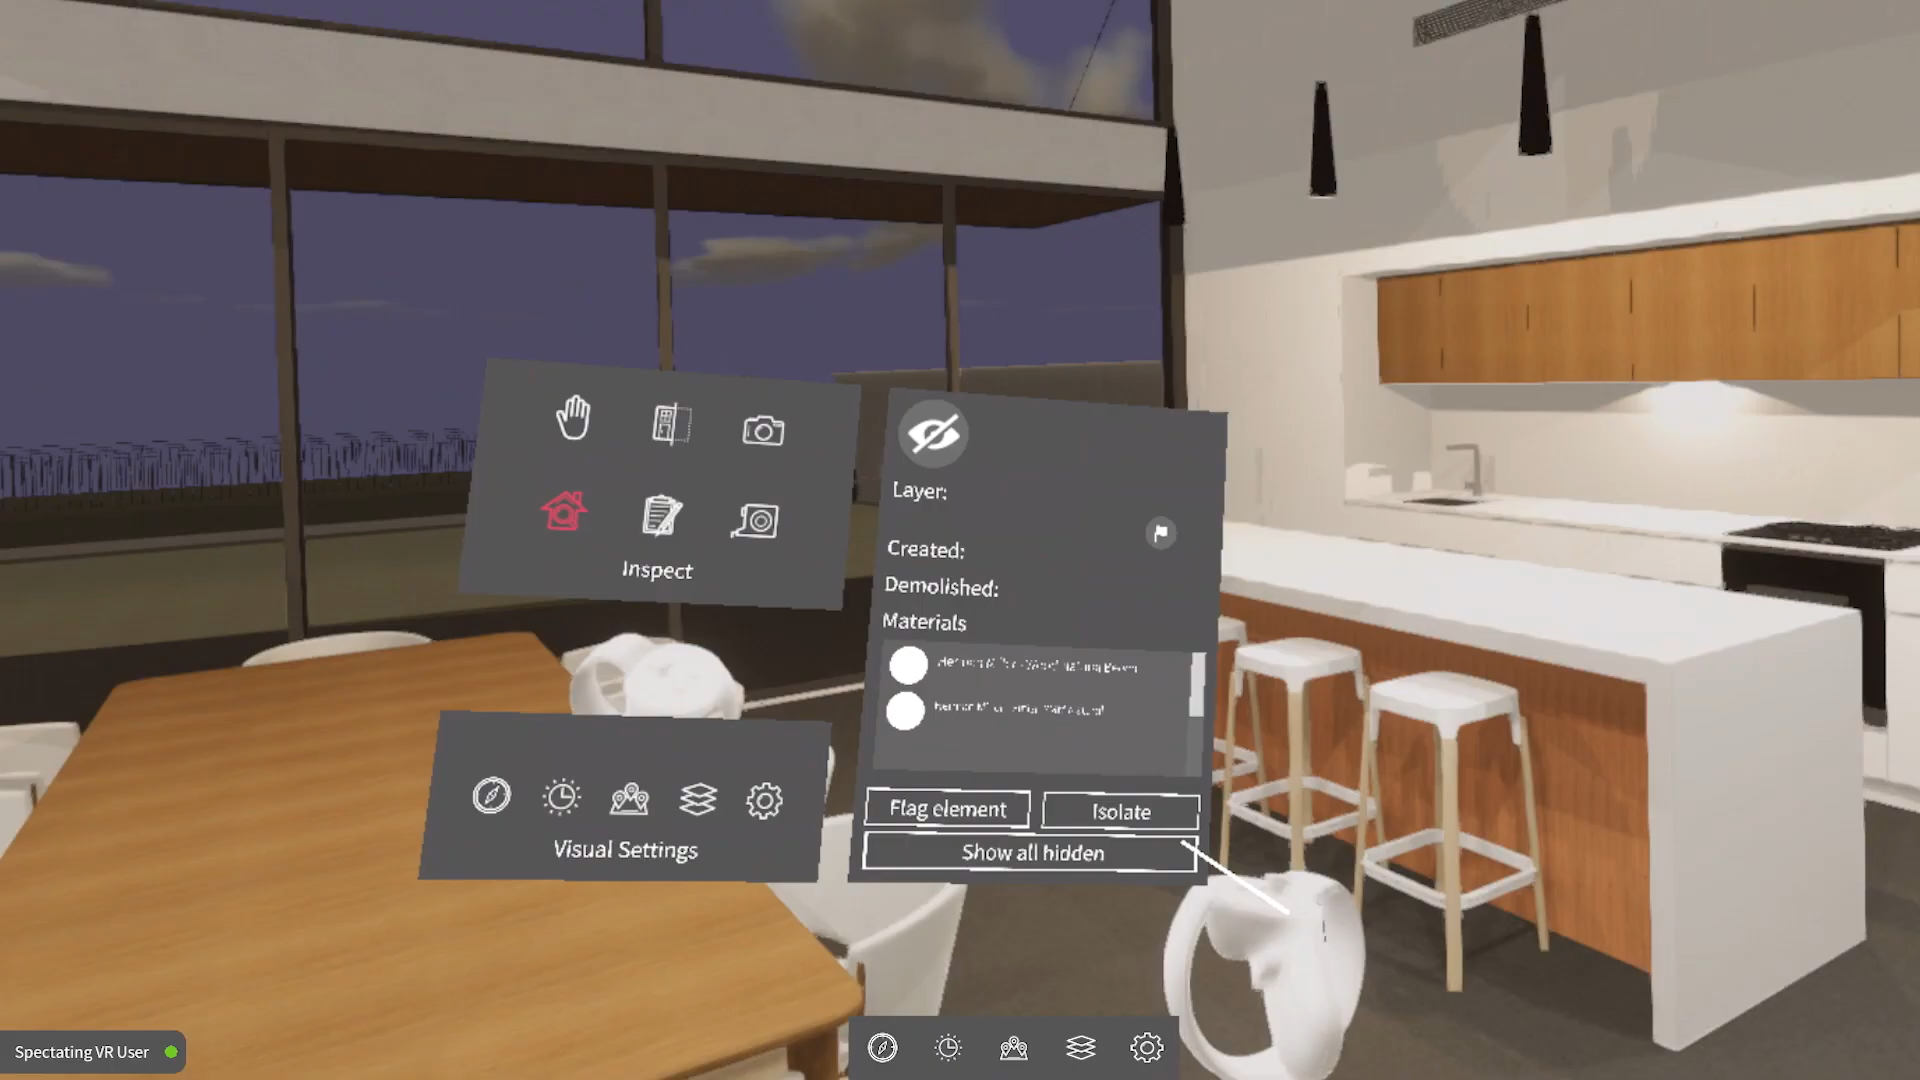 Inspect
Layer:
Created:
Demolished:
Materials
Flag element
Isolate
Show all hidden
Visual Settings
Spectating VR User